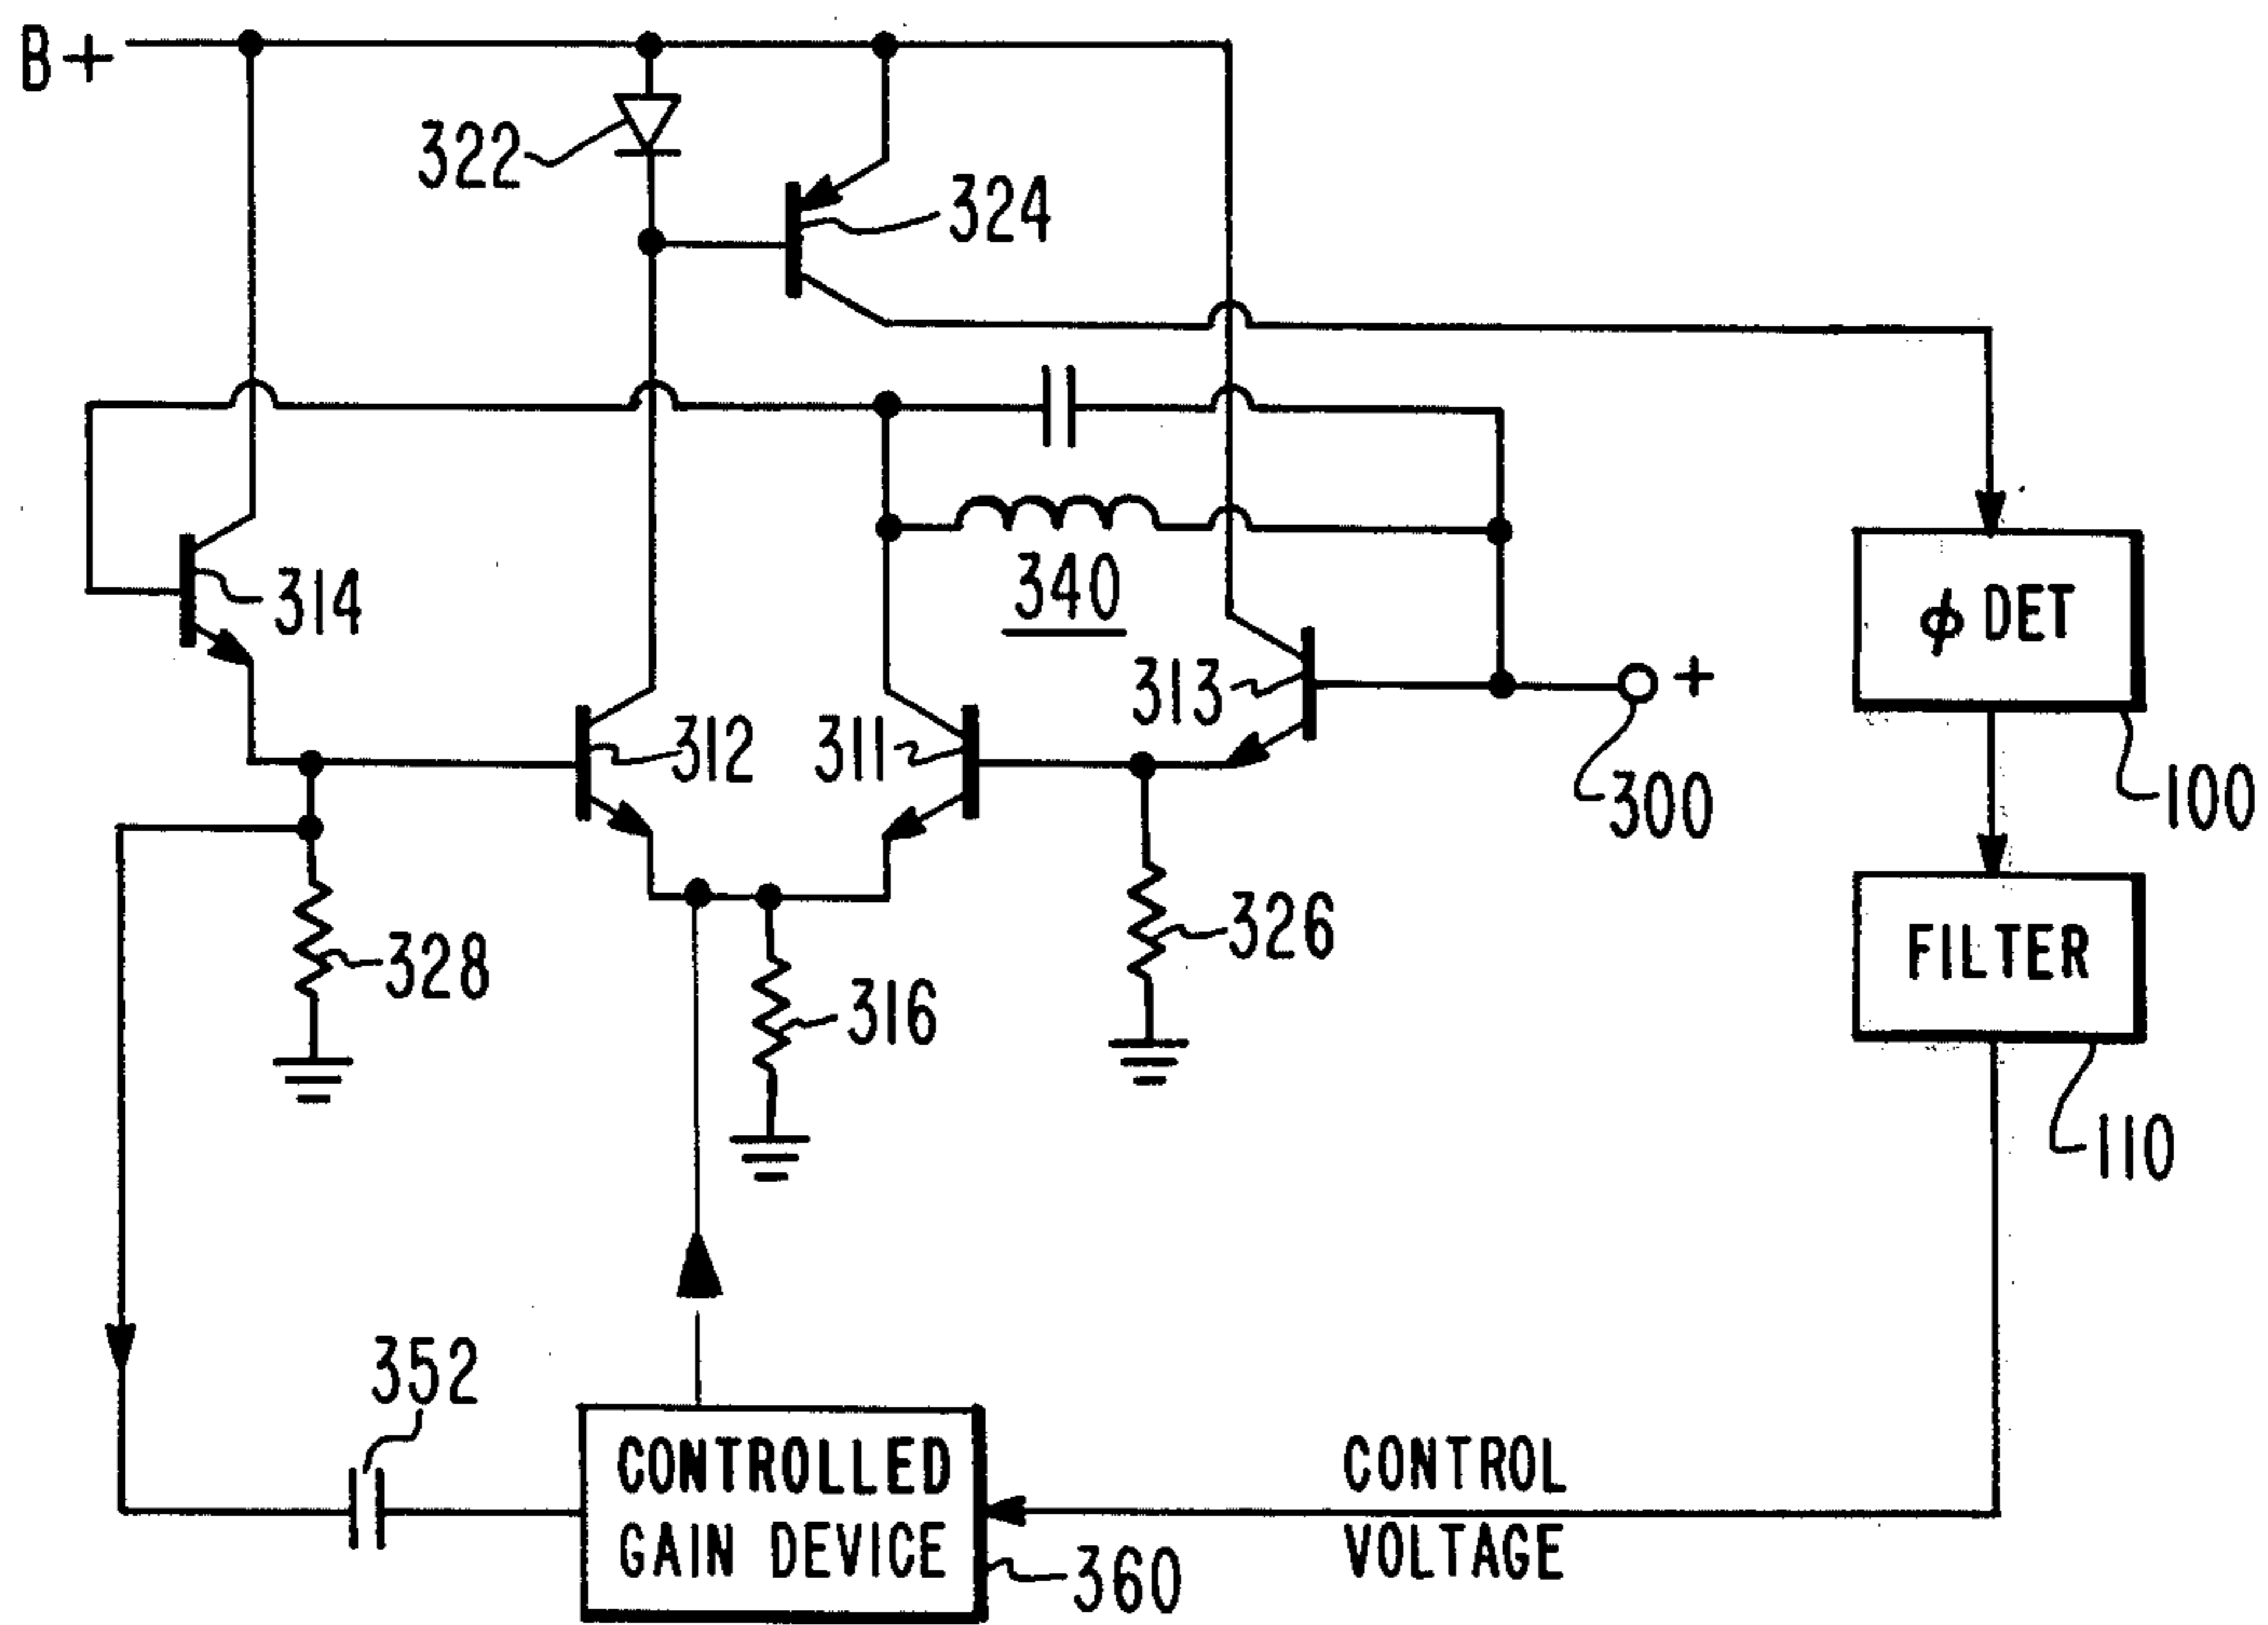 B+
322
324
340
314
φ DET
313
+
312
311
300
100
328
316
326
FILTER
110
352
CONTROLLED
GAIN DEVICE
CONTROL
VOLTAGE
360